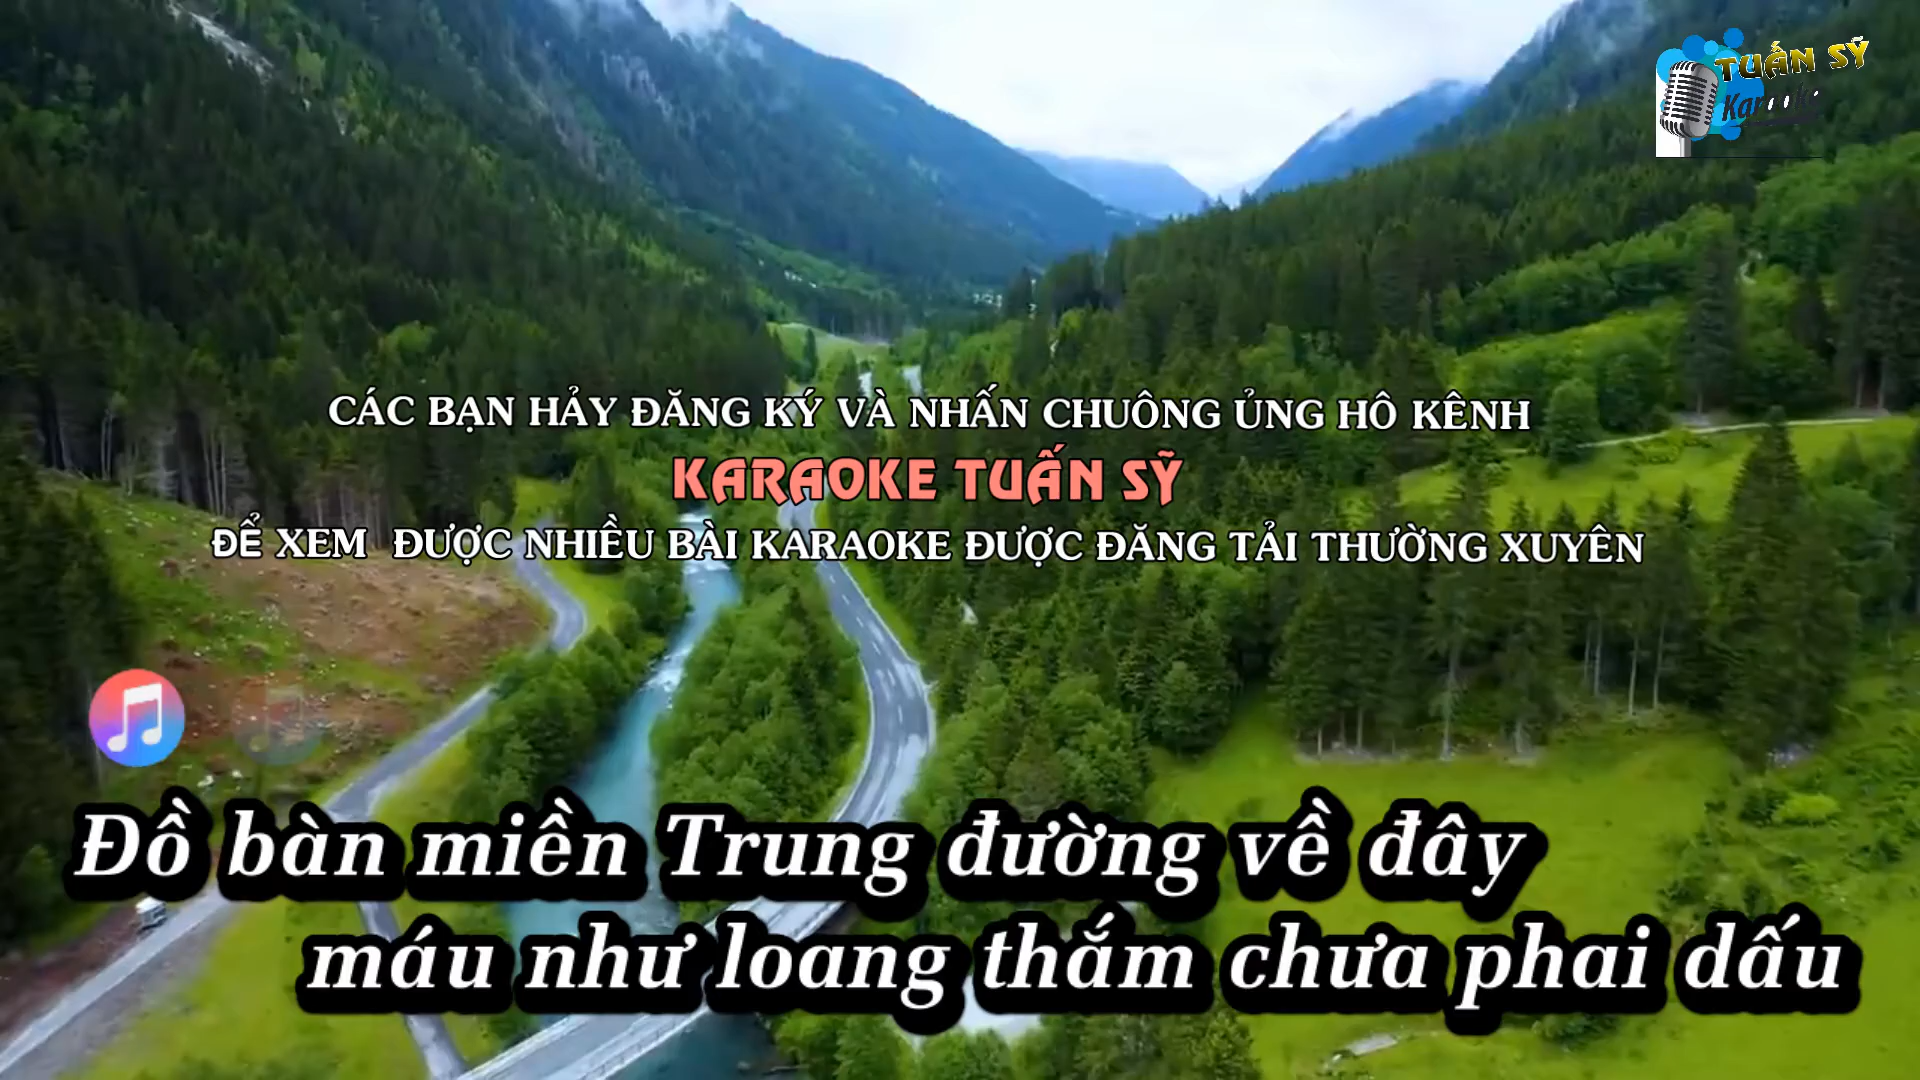 TUẤN SỸ
Karaoke
CÁC BẠN HẢY ĐĂNG KÝ VÀ NHẤN CHUÔNG ỦNG HÔ KÊNH
KARAOKE TUẤN SỸ
ĐỂ XEM ĐƯỢC NHIỀU BÀI KARAOKE ĐƯỢC ĐĂNG TẢI THƯỜNG XUYÊN
Đồ bàn miền Trung đường về đây
máu như loang thắm chưa phai dấu